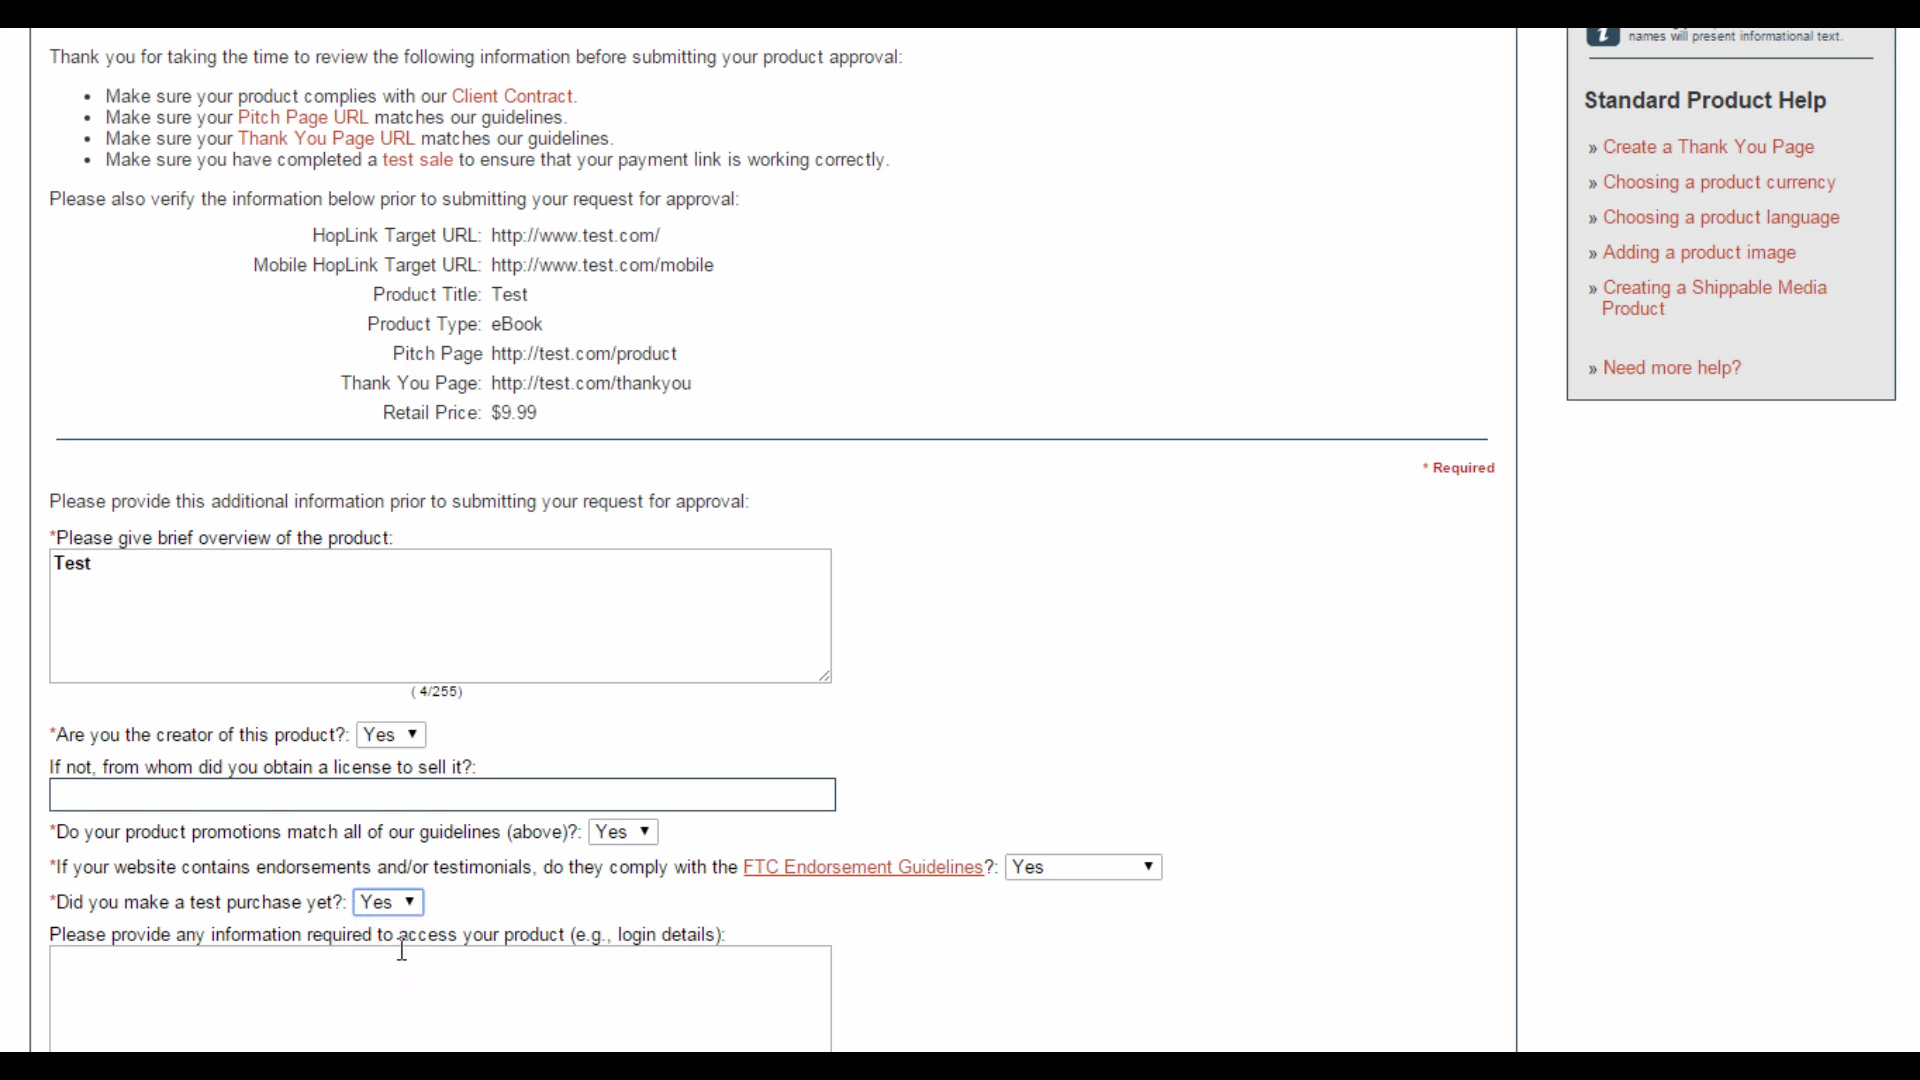 Thank you for taking the time to review the following information before submitting your product approval:
• Make sure your product complies with our Client Contract.
• Make sure your Pitch Page URL matches our guidelines.
• Make sure your Thank You Page URL matches our guidelines.
• Make sure you have completed a test sale to ensure that your payment link is working correctly.
Please also verify the information below prior to submitting your request for approval:
HopLink Target URL: http://www.test.com/
Mobile HopLink Target URL: http://www.test.com/mobile
Product Title: Test
Product Type: eBook
Pitch Page http://test.com/product
Thank You Page: http://test.com/thankyou
Retail Price: $9.99
* Required
Please provide this additional information prior to submitting your request for approval:
*Please give brief overview of the product:
Test
( 4/255)
*Are you the creator of this product?: Yes ▼
If not, from whom did you obtain a license to sell it?:
*Do your product promotions match all of our guidelines (above)?: Yes ▼
*If your website contains endorsements and/or testimonials, do they comply with the FTC Endorsement Guidelines?: Yes ▼
*Did you make a test purchase yet?: Yes ▼
Please provide any information required to access your product (e.g., login details):
names will present informational text.
Standard Product Help
» Create a Thank You Page
» Choosing a product currency
» Choosing a product language
» Adding a product image
» Creating a Shippable Media
Product
» Need more help?